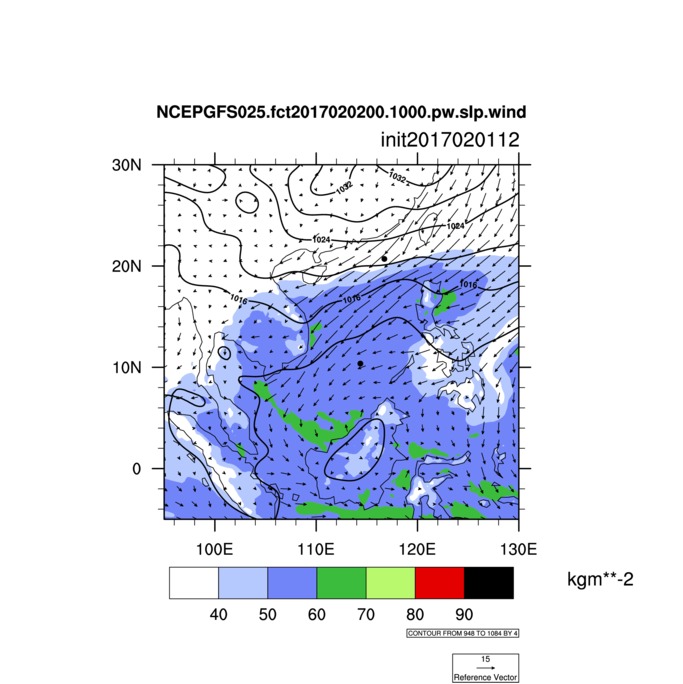 NCEPGFS025.fct2017020200.1000.pw.slp.wind
init2017020112
30N
1032
1032
1024
1024
20N
1016
1016
1016
10N
0
100E
110E
120E
130E
kgm**-2
40
50
60
70
80
90
CONTOUR FROM 948 TO 1084 BY 4
15
Reference Vector